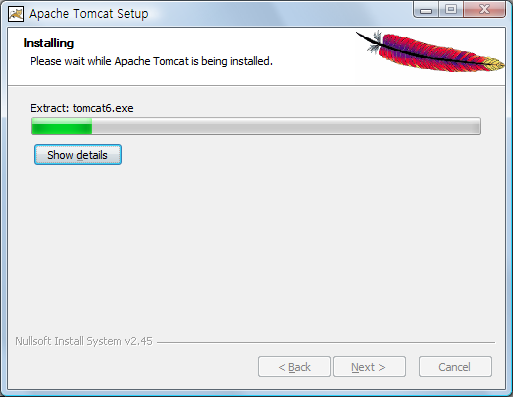 Apache Tomcat Setup
Installing
Please wait while Apache Tomcat is being installed.
Extract: tomcat6.exe
Show details
Nullsoft Install System v2.45
< Back
Next >
Cancel